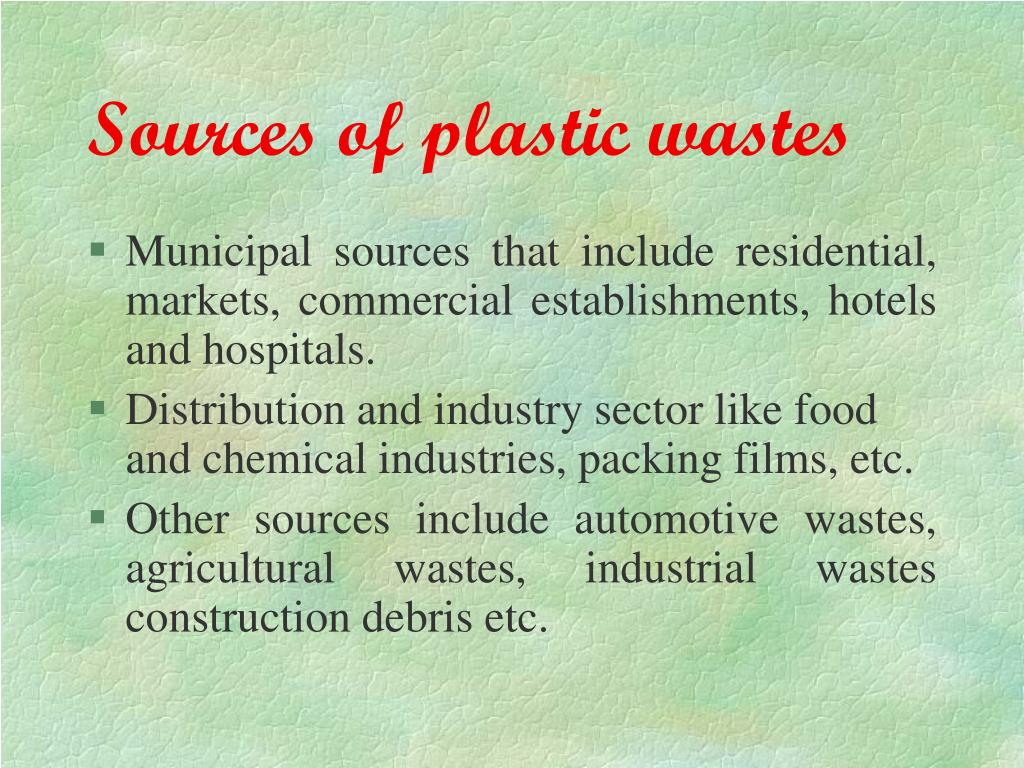 Sources of plastic wastes
▪ Municipal sources that include residential,
markets, commercial establishments, hotels
and hospitals.
▪ Distribution and industry sector like food
and chemical industries, packing films, etc.
▪ Other sources include automotive wastes,
agricultural wastes, industrial wastes
construction debris etc.